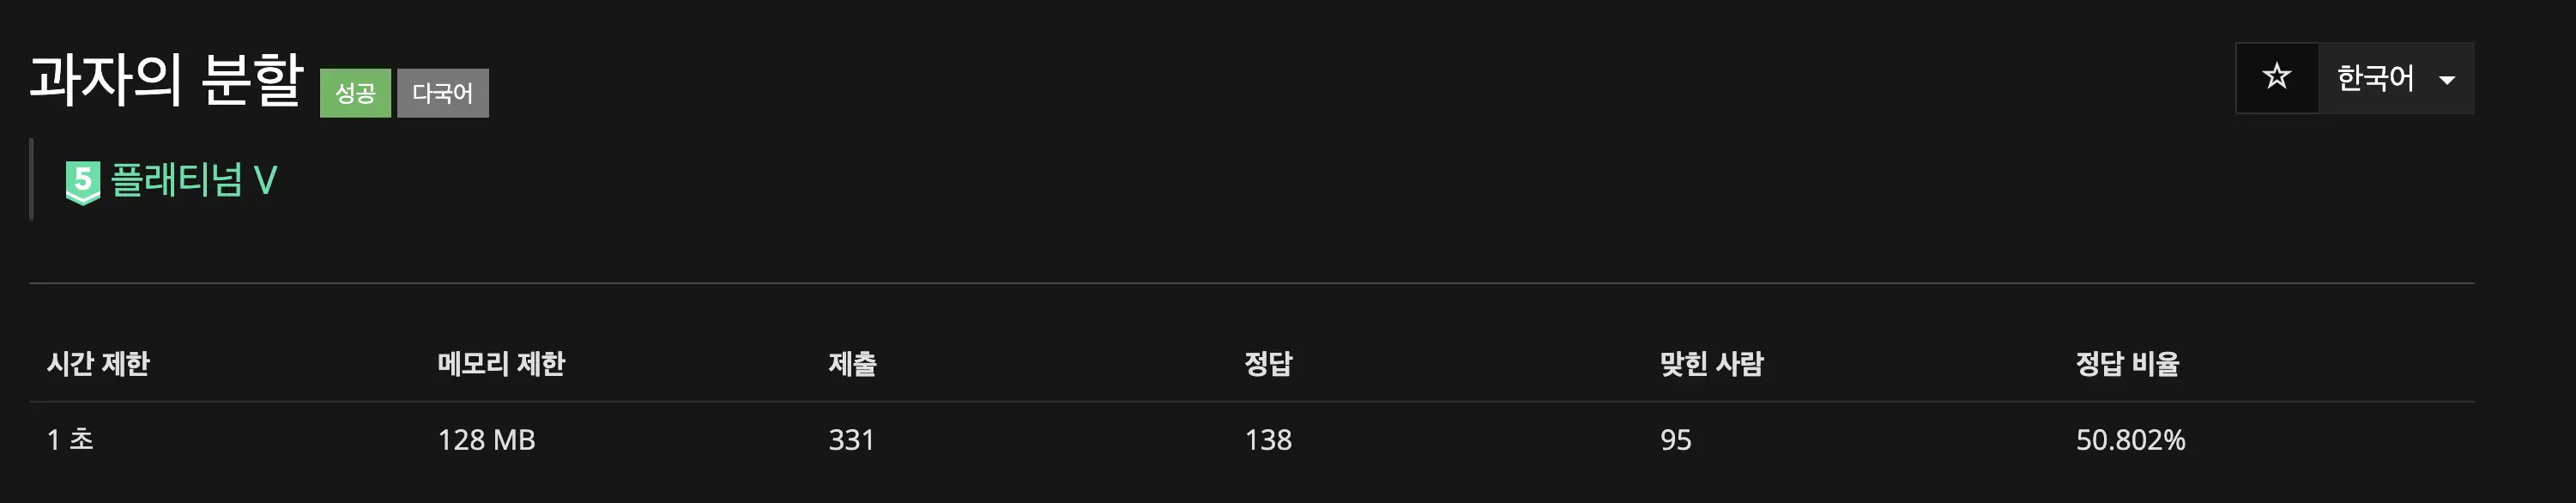 과자의 분할 성공 다국어 ☆ 한국어
5 플래티넘 V
시간 제한 메모리 제한 제출 정답 맞힌 사람 정답 비율
1 초 128 MB 331 138 95 50.802%